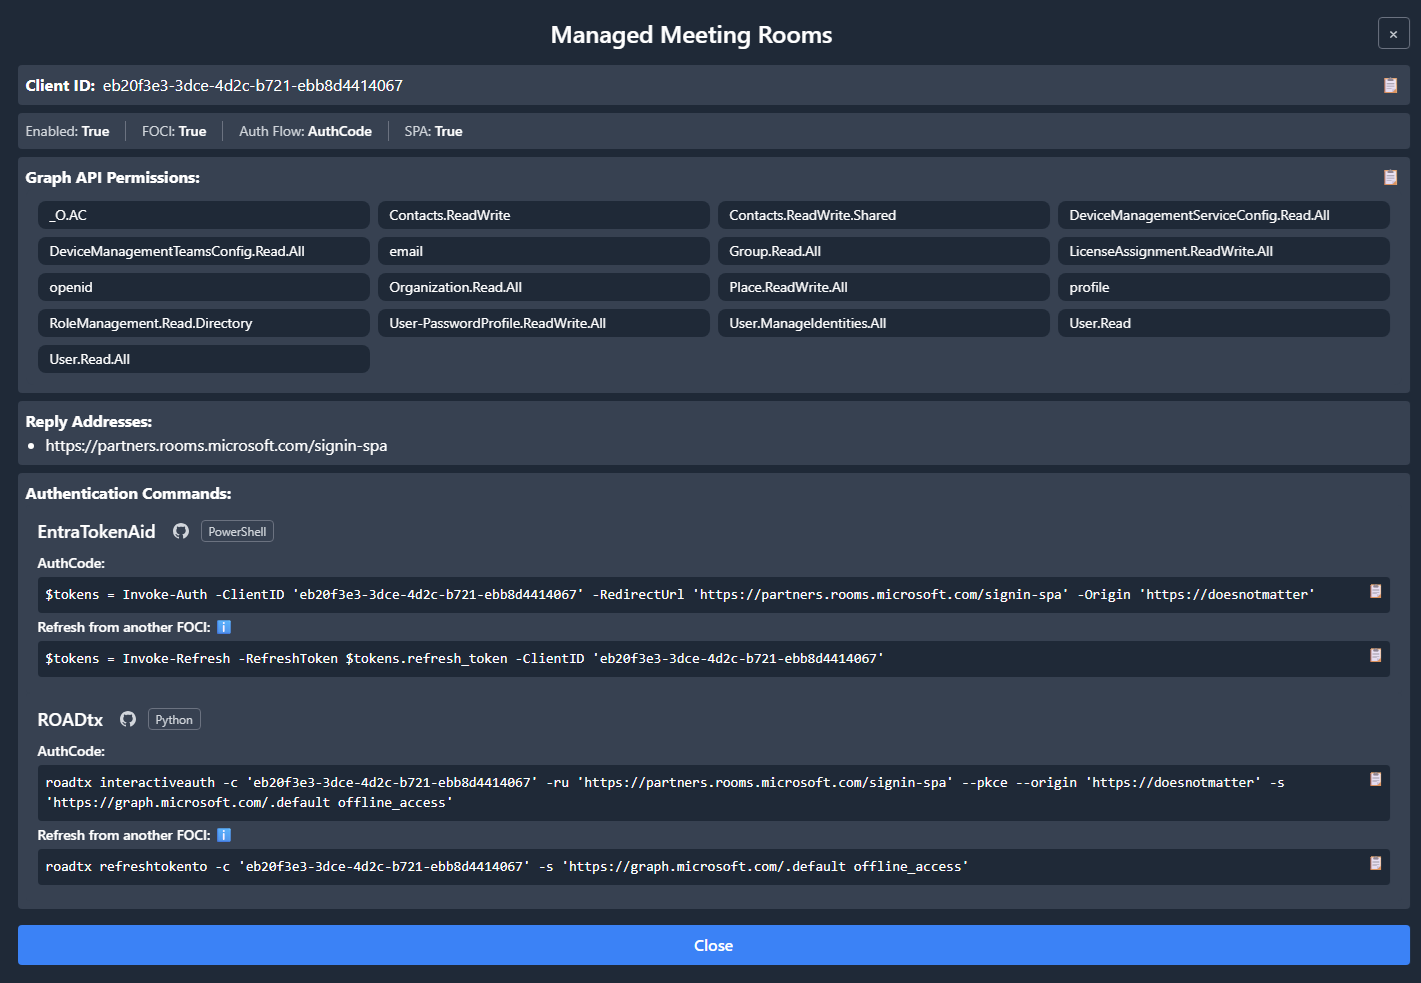 Managed Meeting Rooms
×
Client ID: eb20f3e3-3dce-4d2c-b721-ebb8d4414067
Enabled: True
FOCI: True
Auth Flow: AuthCode
SPA: True
Graph API Permissions:
_O.AC
Contacts.ReadWrite
Contacts.ReadWrite.Shared
DeviceManagementServiceConfig.Read.All
DeviceManagementTeamsConfig.Read.All
email
Group.Read.All
LicenseAssignment.ReadWrite.All
openid
Organization.Read.All
Place.ReadWrite.All
profile
RoleManagement.Read.Directory
User-PasswordProfile.ReadWrite.All
User.ManageIdentities.All
User.Read
User.Read.All
Reply Addresses:
• https://partners.rooms.microsoft.com/signin-spa
Authentication Commands:
EntraTokenAid PowerShell
AuthCode:
$tokens = Invoke-Auth -ClientID 'eb20f3e3-3dce-4d2c-b721-ebb8d4414067' -RedirectUrl 'https://partners.rooms.microsoft.com/signin-spa' -Origin 'https://doesnotmatter'
Refresh from another FOCI: i
$tokens = Invoke-Refresh -RefreshToken $tokens.refresh_token -ClientID 'eb20f3e3-3dce-4d2c-b721-ebb8d4414067'
ROADtx Python
AuthCode:
roadtx interactiveauth -c 'eb20f3e3-3dce-4d2c-b721-ebb8d4414067' -ru 'https://partners.rooms.microsoft.com/signin-spa' --pkce --origin 'https://doesnotmatter' -s
'https://graph.microsoft.com/.default offline_access'
Refresh from another FOCI: i
roadtx refreshtokento -c 'eb20f3e3-3dce-4d2c-b721-ebb8d4414067' -s 'https://graph.microsoft.com/.default offline_access'
Close